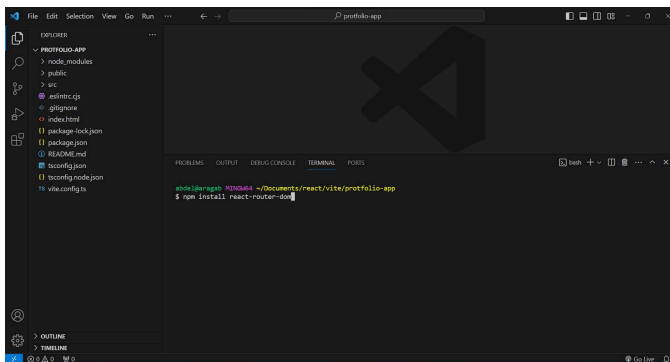 File Edit Selection View Go Run ···
protfolio-app
EXPLORER ···
PROTFOLIO-APP
node_modules
public
src
.eslintrc.cjs
.gitignore
index.html
package-lock.json
package.json
README.md
tsconfig.json
tsconfig.node.json
vite.config.ts
OUTLINE
TIMELINE
PROBLEMS OUTPUT DEBUG CONSOLE TERMINAL PORTS
bash
abdel@aragab MINGW64 ~/Documents/react/vite/protfolio-app
$ npm install react-router-dom
0 0 0 Go Live